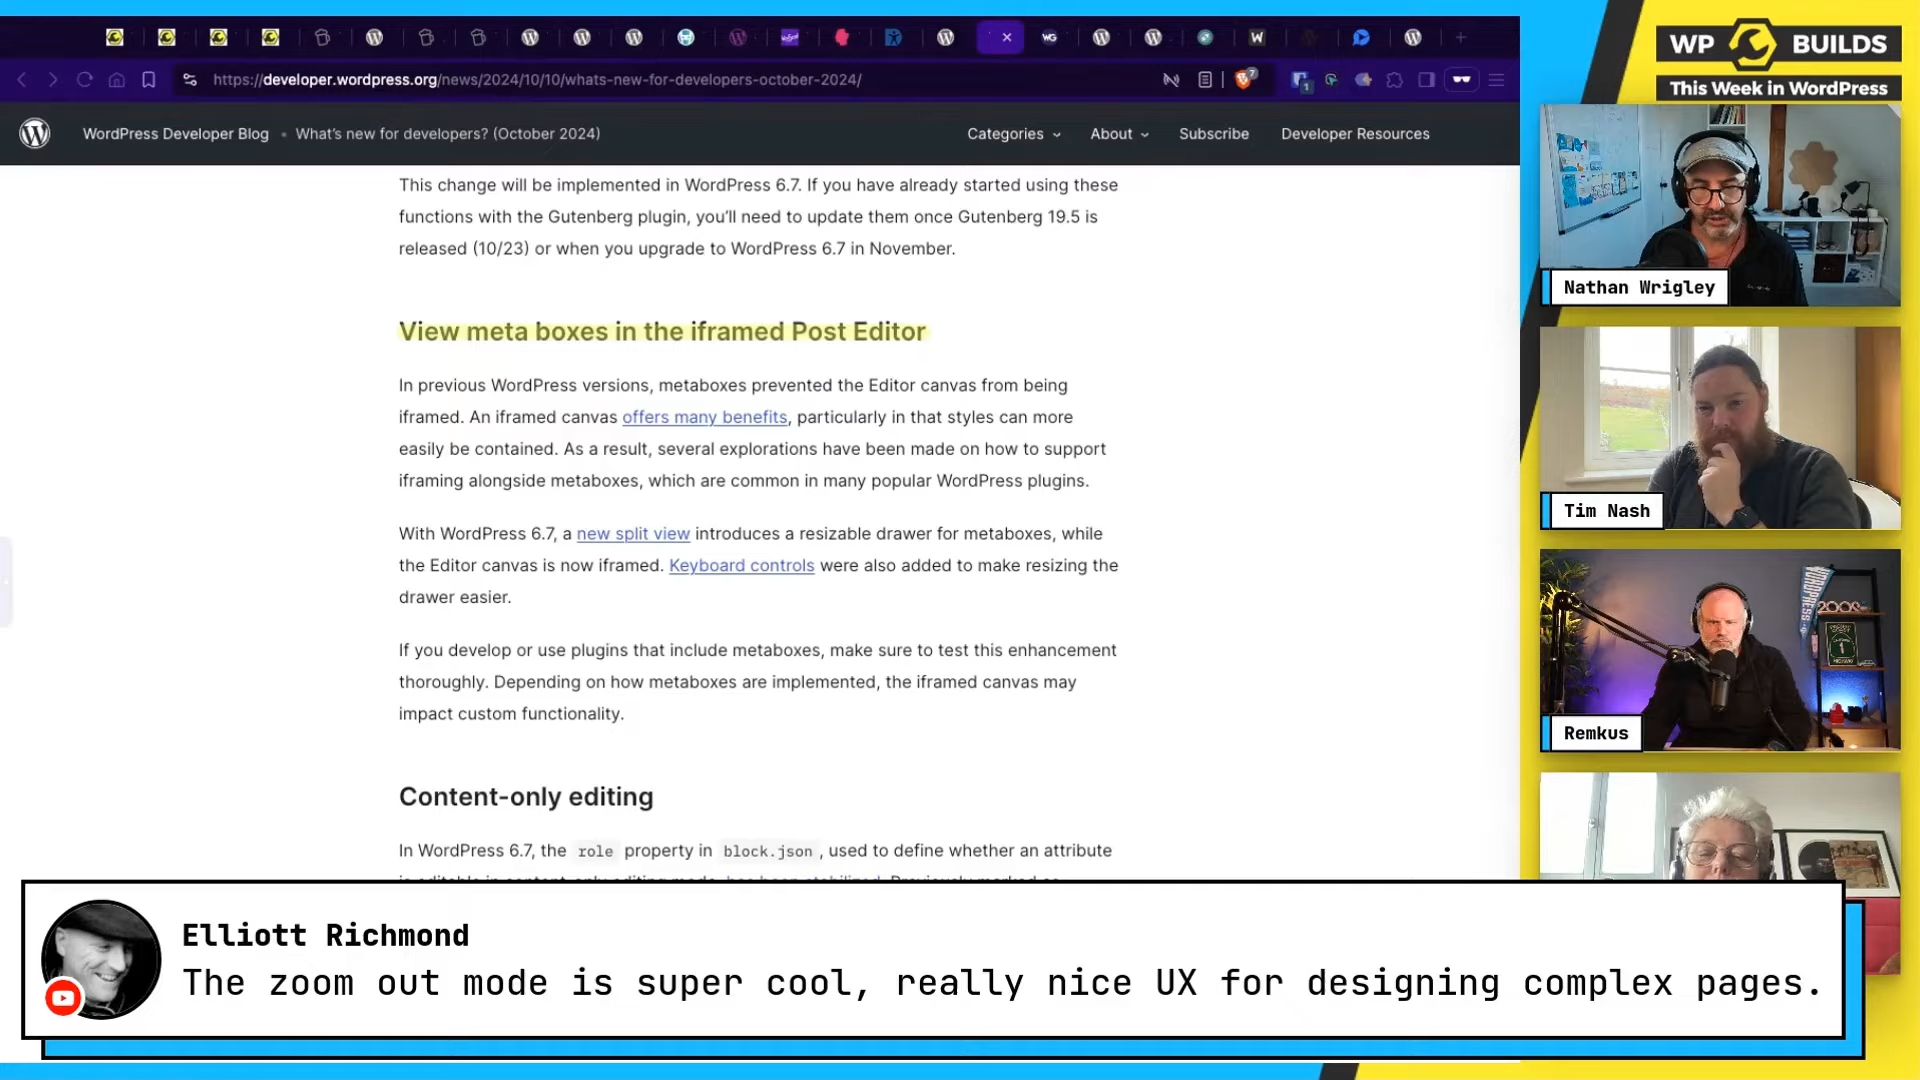 https://developer.wordpress.org/news/2024/10/10/whats-new-for-developers-october-2024/
7
1
WordPress Developer Blog • What's new for developers? (October 2024)
Categories
About
Subscribe
Developer Resources
This change will be implemented in WordPress 6.7. If you have already started using these
functions with the Gutenberg plugin, you'll need to update them once Gutenberg 19.5 is
released (10/23) or when you upgrade to WordPress 6.7 in November.
View meta boxes in the iframed Post Editor
In previous WordPress versions, metaboxes prevented the Editor canvas from being
iframed. An iframed canvas offers many benefits, particularly in that styles can more
easily be contained. As a result, several explorations have been made on how to support
iframing alongside metaboxes, which are common in many popular WordPress plugins.
With WordPress 6.7, a new split view introduces a resizable drawer for metaboxes, while
the Editor canvas is now iframed. Keyboard controls were also added to make resizing the
drawer easier.
If you develop or use plugins that include metaboxes, make sure to test this enhancement
thoroughly. Depending on how metaboxes are implemented, the iframed canvas may
impact custom functionality.
Content-only editing
In WordPress 6.7, the role property in block.json, used to define whether an attribute
WP BUILDS
This Week in WordPress
Nathan Wrigley
Tim Nash
WORDPRESS
Remkus
Elliott Richmond
The zoom out mode is super cool, really nice UX for designing complex pages.